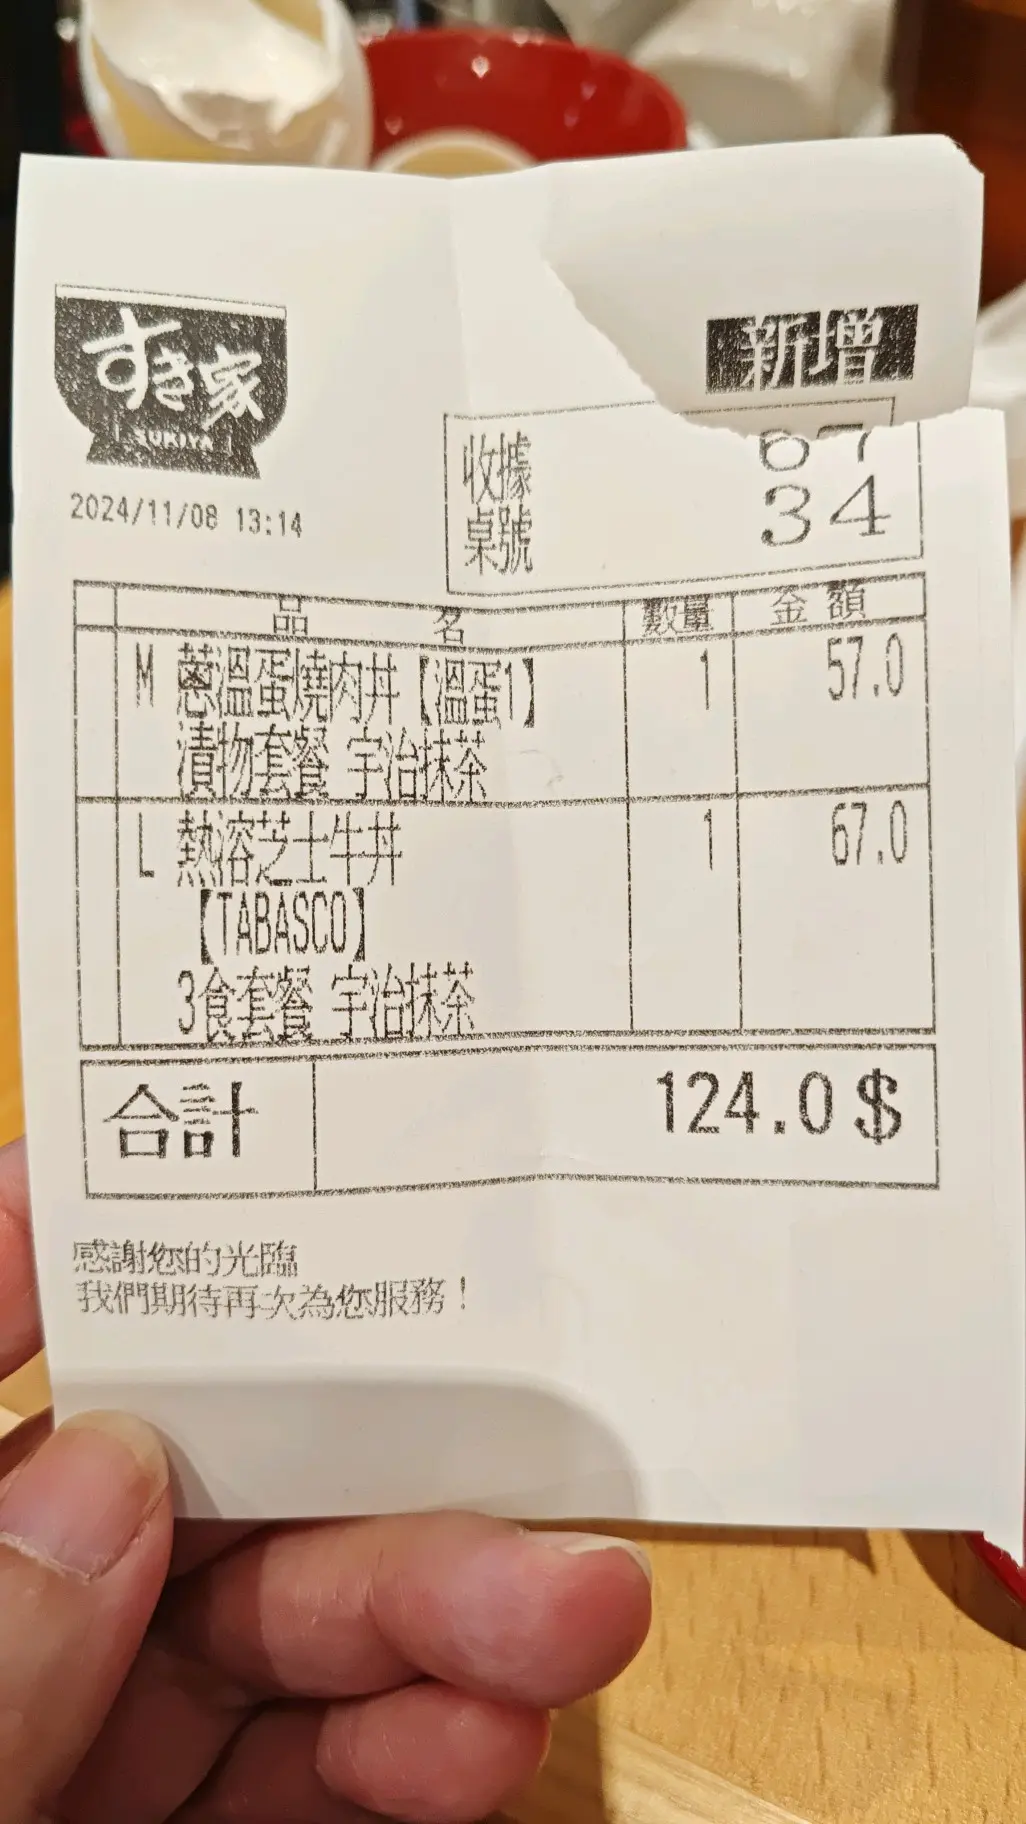 すき家
SUKIYA
新增
2024/11/08 13:14
收據 67
桌號 34
品名 數量 金額
M 蔥溫蛋燒肉丼【溫蛋1】 1 57.0
漬物套餐 宇治抹茶
L 熱溶芝士牛丼 1 67.0
【TABASCO】
3食套餐 宇治抹茶
合計 124.0$
感謝您的光臨
我們期待再次為您服務！